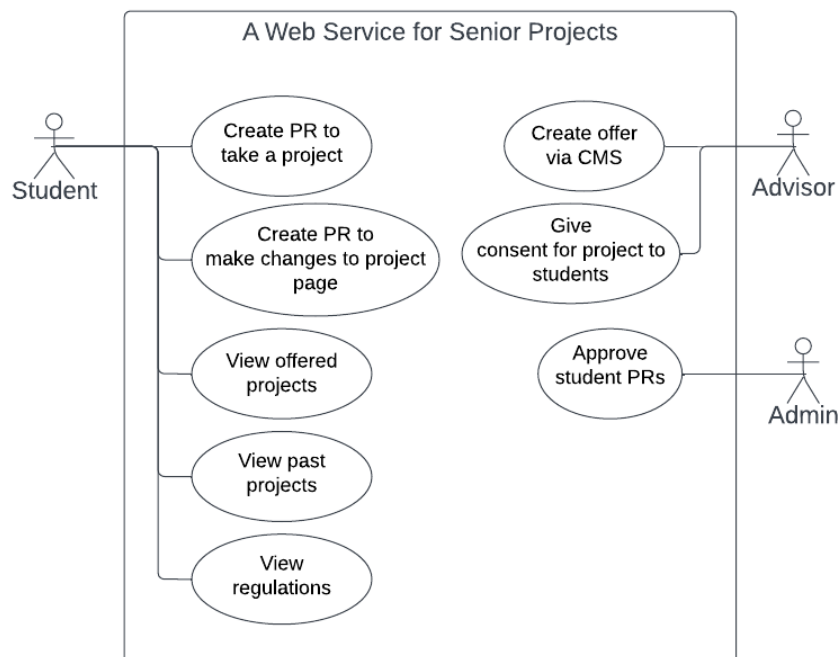 A Web Service for Senior Projects
Student
Create PR to
take a project
Create PR to
make changes to project
page
View offered
projects
View past
projects
View
regulations
Create offer
via CMS
Give
consent for project to
students
Approve
student PRs
Advisor
Admin